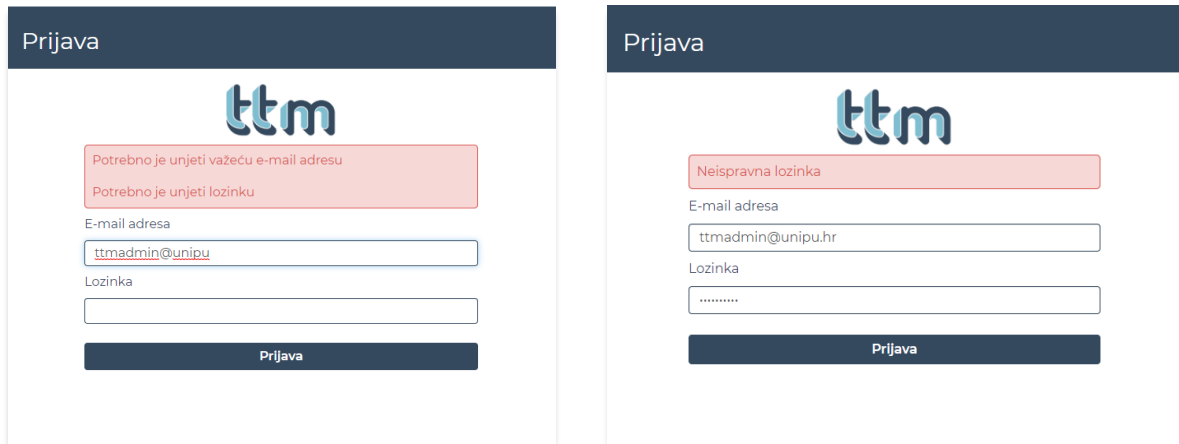 Prijava
ttm
Potrebno je unjeti važeću e-mail adresu
Potrebno je unjeti lozinku
E-mail adresa
ttmadmin@unipu
Lozinka
Prijava
Prijava
ttm
Neispravna lozinka
E-mail adresa
ttmadmin@unipu.hr
Lozinka
··········
Prijava